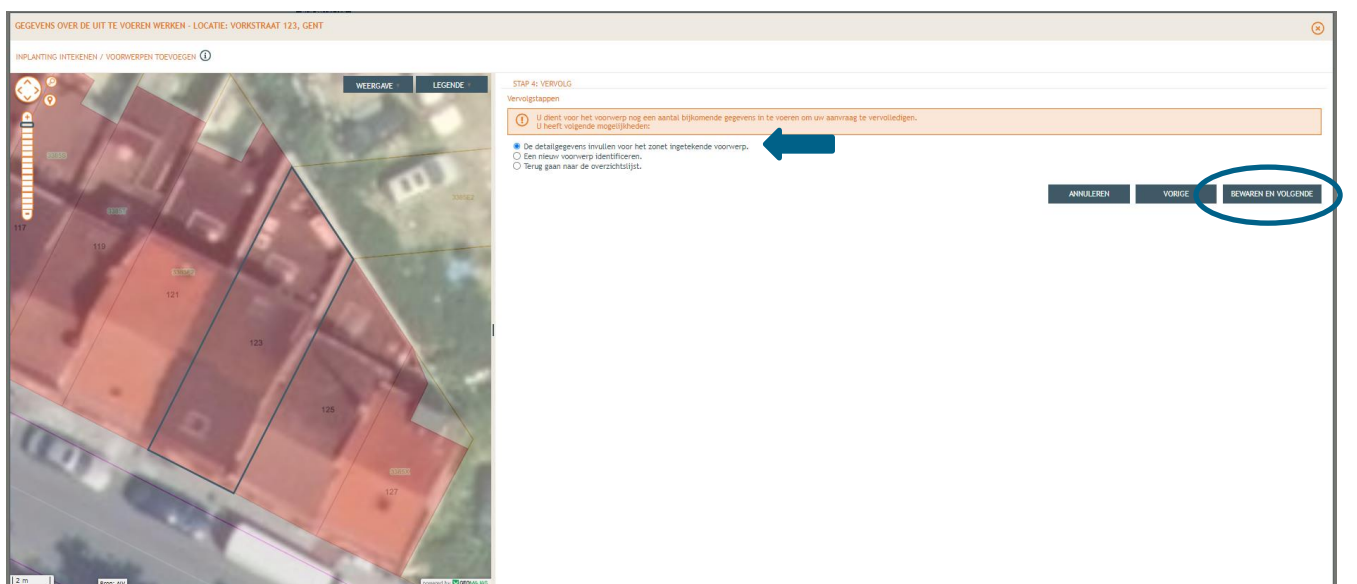 GEGEVENS OVER DE UIT TE VOEREN WERKEN - LOCATIE: VORKSTRAAT 123, GENT
INPLANTING INTEKENEN / VOORWERPEN TOEVOEGEN
WEERGAVE
LEGENDE
117
119
121
123
125
127
2 m
STAP 4: VERVOLG
Vervolgstappen
U dient voor het voorwerp nog een aantal bijkomende gegevens in te voeren om uw aanvraag te vervolledigen.
U heeft volgende mogelijkheden:
De detailgegevens invullen voor het zonet ingetekende voorwerp.
Een nieuw voorwerp identificeren.
Terug gaan naar de overzichtslijst.
ANNULEREN
VORIGE
BEWAREN EN VOLGENDE